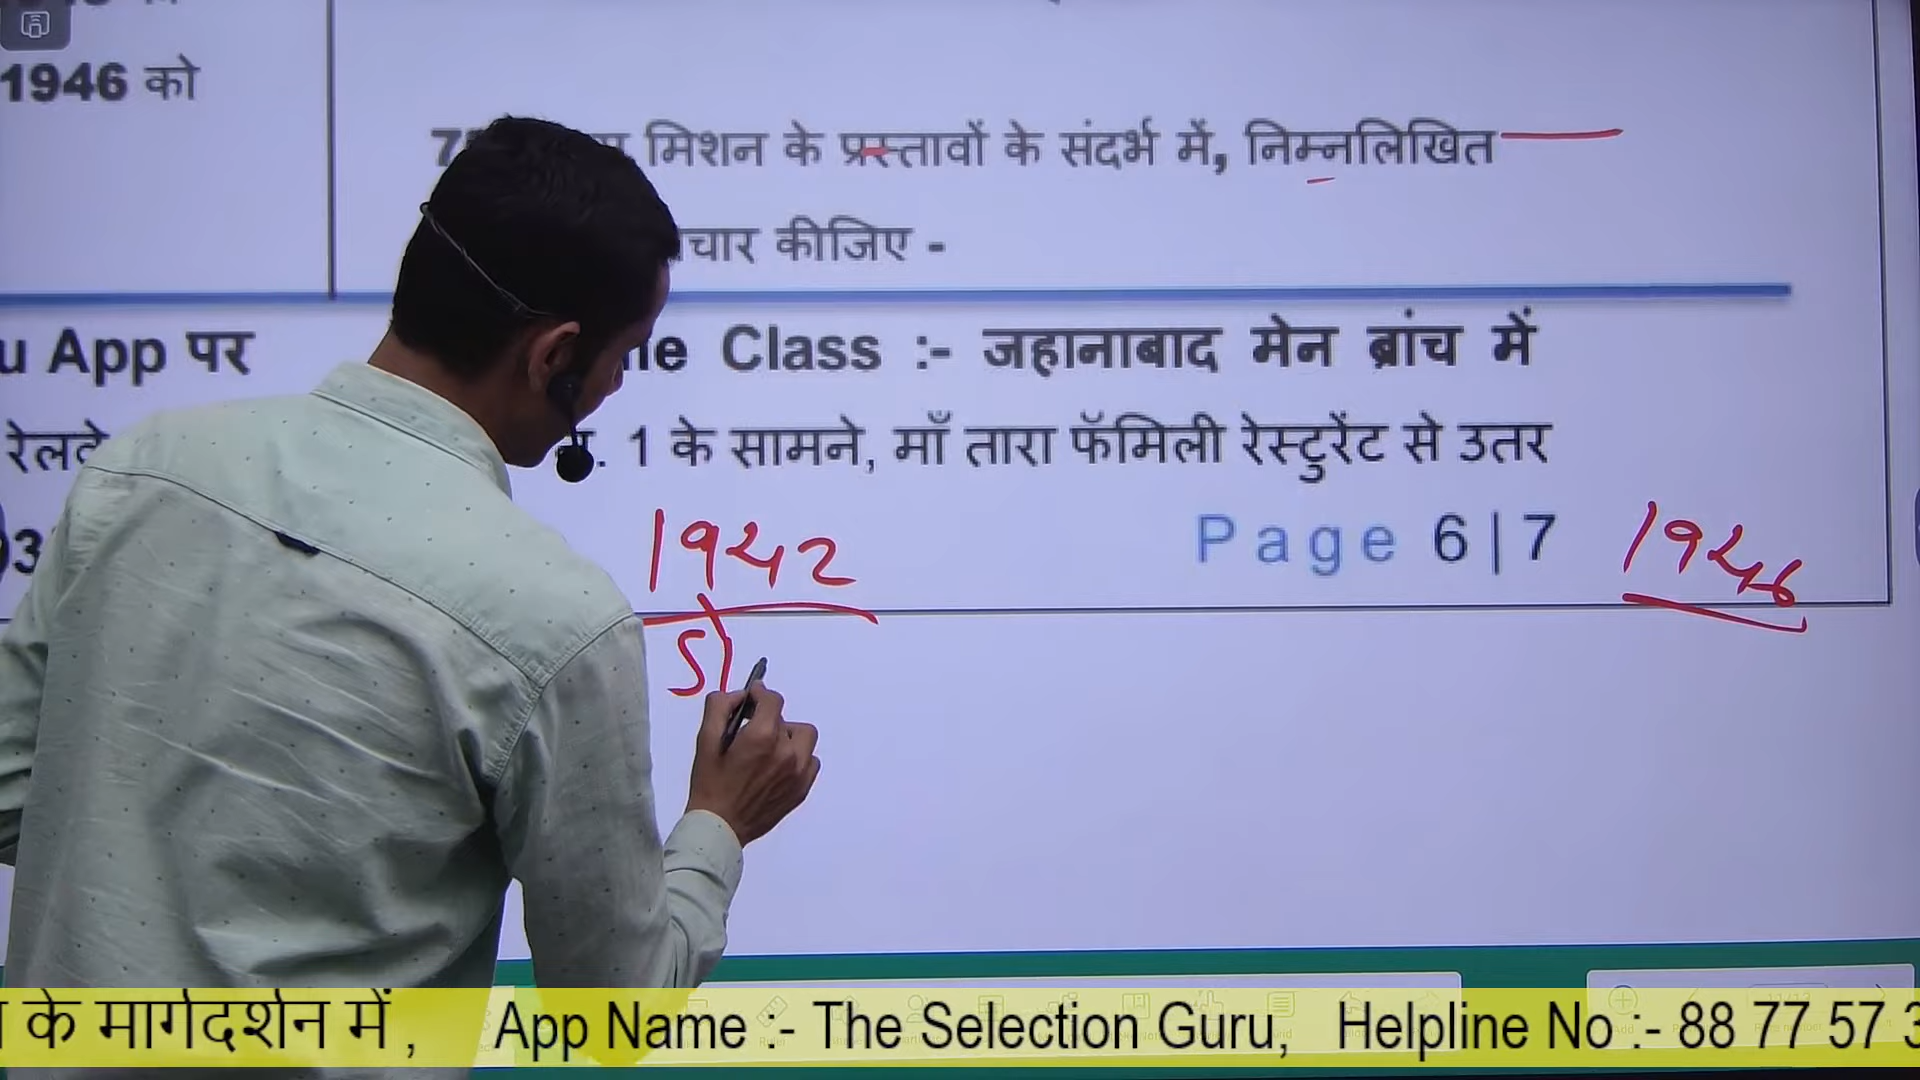 1946 को
मिशन के प्रस्तावों के संदर्भ में, निम्नलिखित
कीजिए -
App पर
Class :- जहानाबाद मेन ब्रांच में
1 के सामने, माँ तारा फॅमिली रेस्टुरेंट से उतर
Page 6|7
1942
1946
के मार्गदर्शन में, App Name :- The Selection Guru, Helpline No :- 88 77 57